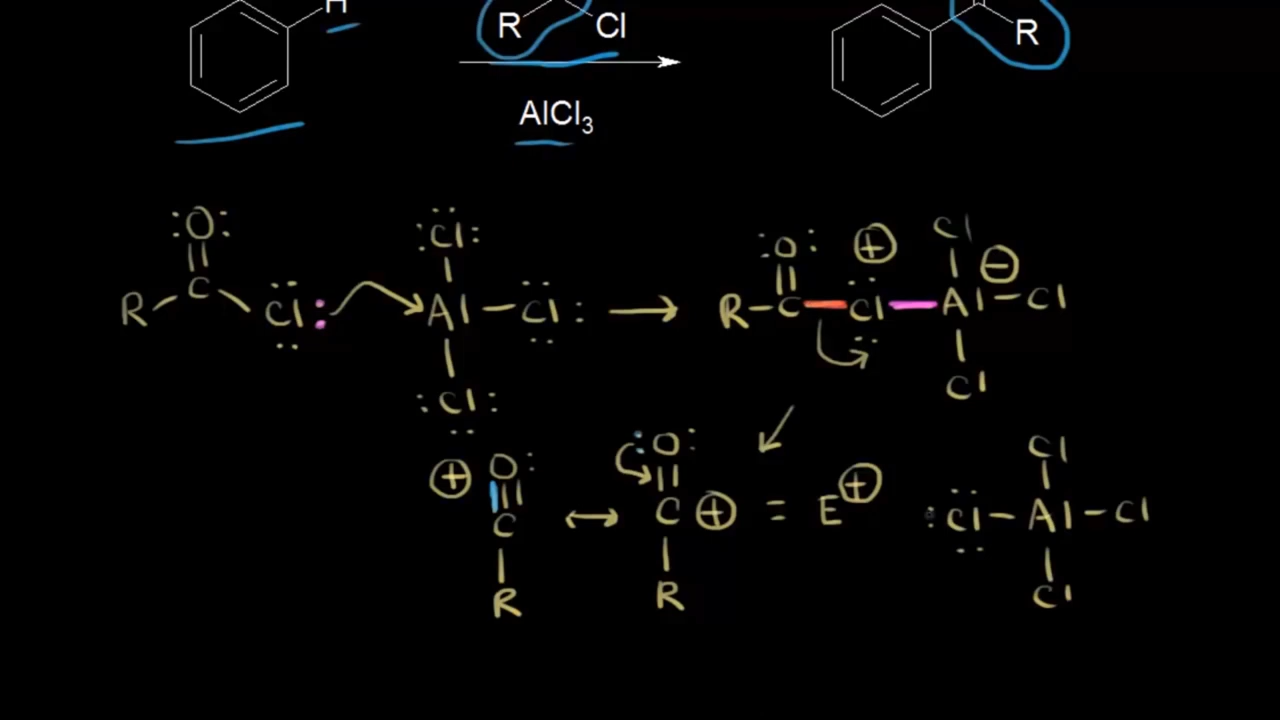 H
R Cl R
AlCl₃
:O: :Cl: :O: ⊕ Cl ⊖
R C Cl: Al Cl: → R C Cl Al Cl
:Cl: Cl
⊕ O: :O: Cl
C ↔ C ⊕ = E⊕ :Cl Al Cl
R R Cl